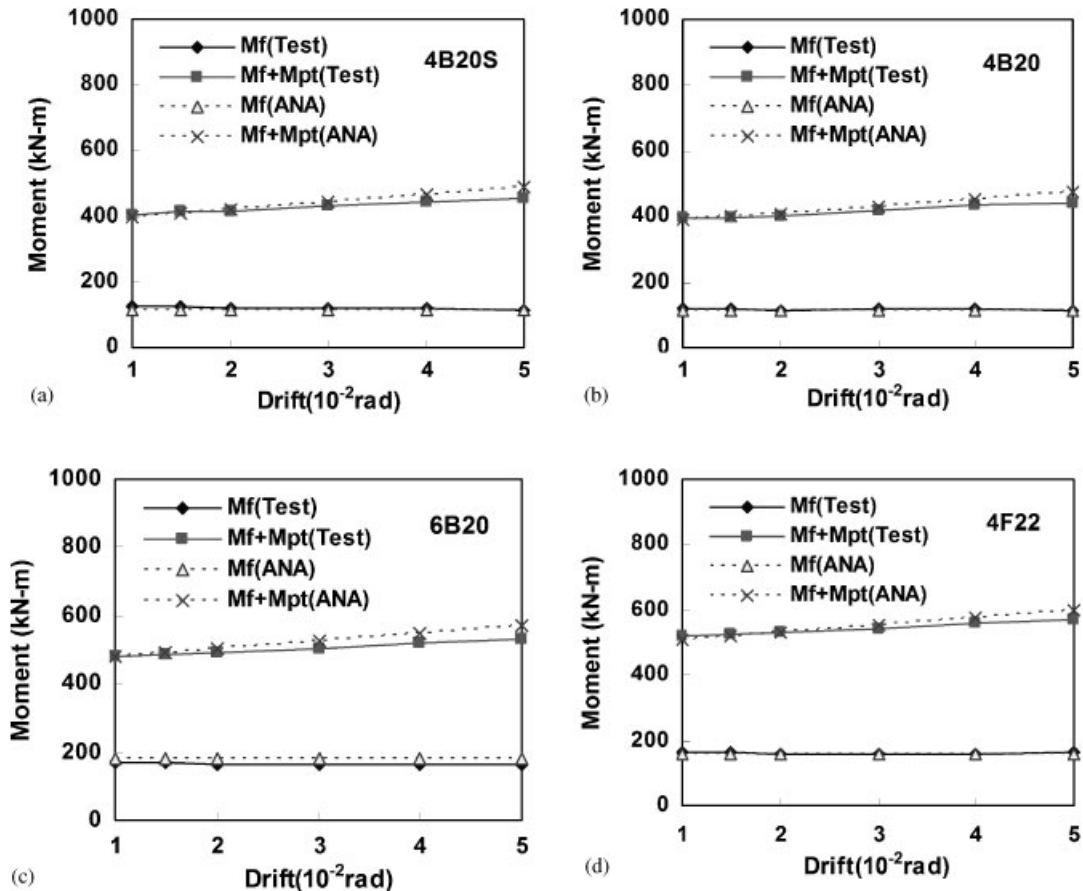 1000
800
600
400
200
0
Moment (kN-m)
Mf(Test)
Mf+Mpt(Test)
Mf(ANA)
Mf+Mpt(ANA)
4B20S
1 2 3 4 5
Drift(10⁻²rad)
(a)
1000
800
600
400
200
0
Moment (kN-m)
Mf(Test)
Mf+Mpt(Test)
Mf(ANA)
Mf+Mpt(ANA)
4B20
1 2 3 4 5
Drift(10⁻²rad)
(b)
1000
800
600
400
200
0
Moment (kN-m)
Mf(Test)
Mf+Mpt(Test)
Mf(ANA)
Mf+Mpt(ANA)
6B20
1 2 3 4 5
Drift(10⁻²rad)
(c)
1000
800
600
400
200
0
Moment (kN-m)
Mf(Test)
Mf+Mpt(Test)
Mf(ANA)
Mf+Mpt(ANA)
4F22
1 2 3 4 5
Drift(10⁻²rad)
(d)